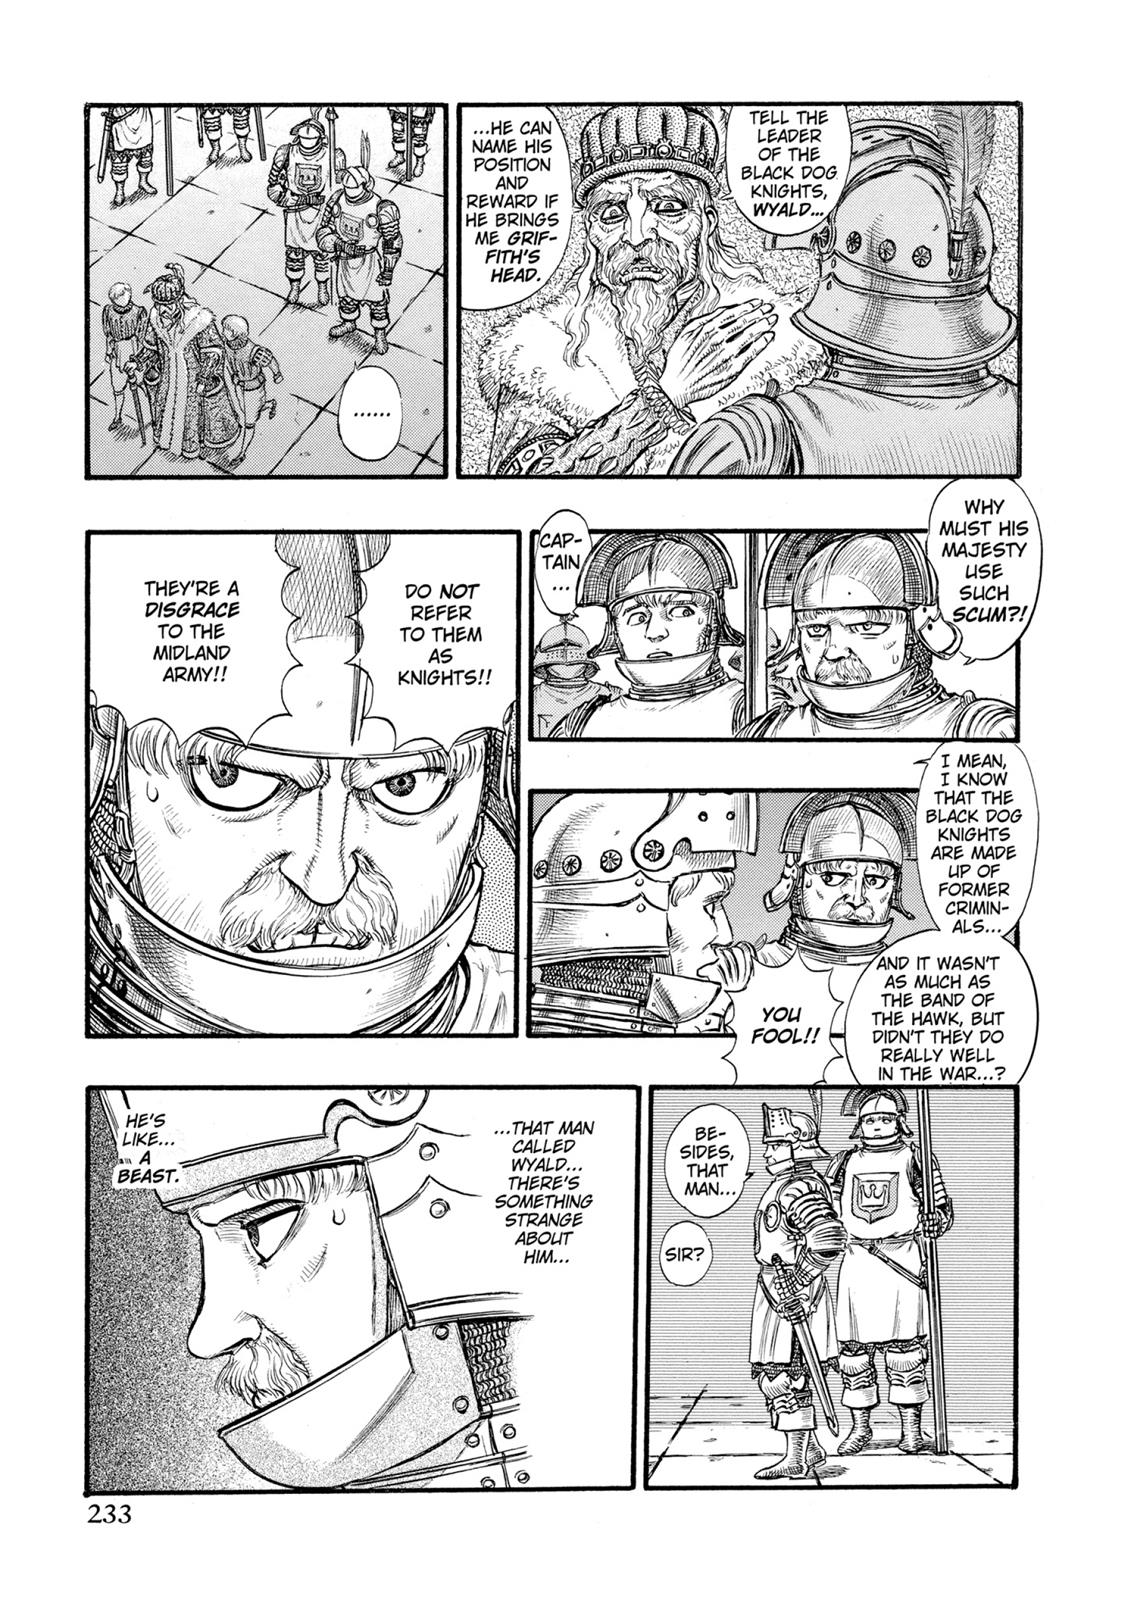 TELL THE
LEADER
OF THE
BLACK DOG
KNIGHTS,
WYALD...
...HE CAN
NAME HIS
POSITION
AND
REWARD IF
HE BRINGS
ME GRIF-
FITH'S
HEAD.
......
WHY
MUST HIS
MAJESTY
USE
SUCH
SCUM?!
CAP-
TAIN
...
I MEAN,
I KNOW
THAT THE
BLACK DOG
KNIGHTS
ARE MADE
UP OF
FORMER
CRIMIN-
ALS...
AND IT WASN'T
AS MUCH AS
THE BAND OF
THE HAWK, BUT
DIDN'T THEY DO
REALLY WELL
IN THE WAR...?
YOU
FOOL!!
DO NOT
REFER
TO THEM
AS
KNIGHTS!!
THEY'RE A
DISGRACE
TO THE
MIDLAND
ARMY!!
BE-
SIDES,
THAT
MAN...
SIR?
...THAT MAN
CALLED
WYALD...
THERE'S
SOMETHING
STRANGE
ABOUT
HIM...
HE'S
LIKE...
A
BEAST.
233